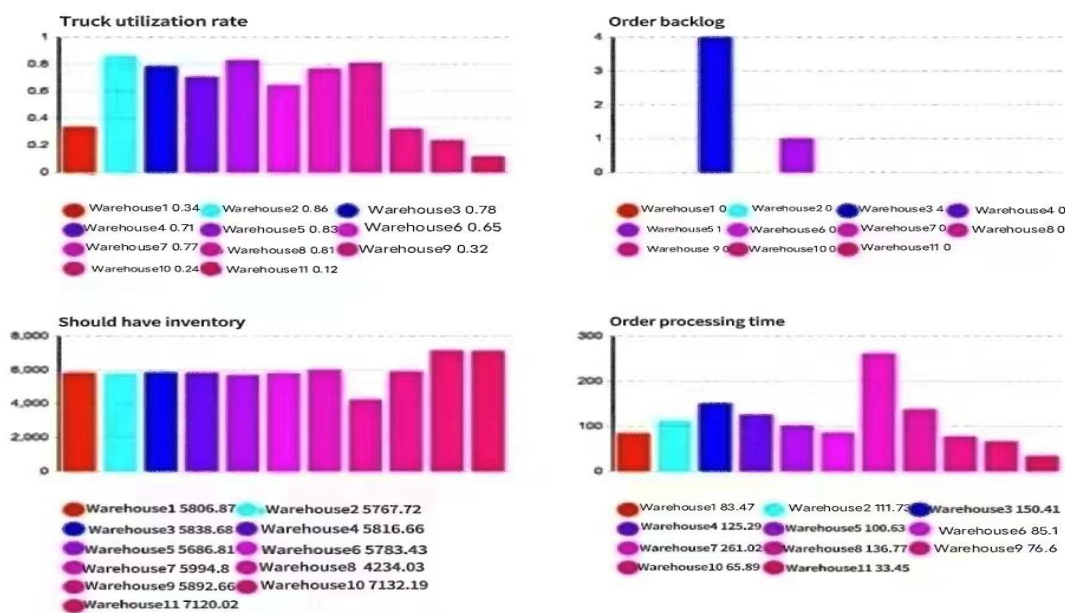 Truck utilization rate
1
0.8
0.6
0.4
0.2
0
Warehouse1 0.34 Warehouse2 0.86 Warehouse3 0.78
Warehouse4 0.71 Warehouse5 0.83 Warehouse6 0.65
Warehouse7 0.77 Warehouse8 0.81 Warehouse9 0.32
Warehouse10 0.24 Warehouse11 0.12
Order backlog
4
3
2
1
0
Warehouse1 0 Warehouse2 0 Warehouse3 4 Warehouse4 0
Warehouse5 1 Warehouse6 0 Warehouse7 0 Warehouse8 0
Warehouse 9 0 Warehouse10 0 Warehouse11 0
Should have inventory
8,000
6,000
4,000
2,000
0
Warehouse1 5806.87 Warehouse2 5767.72
Warehouse3 5838.68 Warehouse4 5816.66
Warehouse5 5686.81 Warehouse6 5783.43
Warehouse7 5994.8 Warehouse8 4234.03
Warehouse9 5892.66 Warehouse10 7132.19
Warehouse11 7120.02
Order processing time
300
200
100
0
Warehouse1 83.47 Warehouse2 111.73 Warehouse3 150.41
Warehouse4 125.29 Warehouse5 100.63 Warehouse6 85.1
Warehouse7 261.02 Warehouse8 136.77 Warehouse9 76.6
Warehouse10 65.89 Warehouse11 33.45